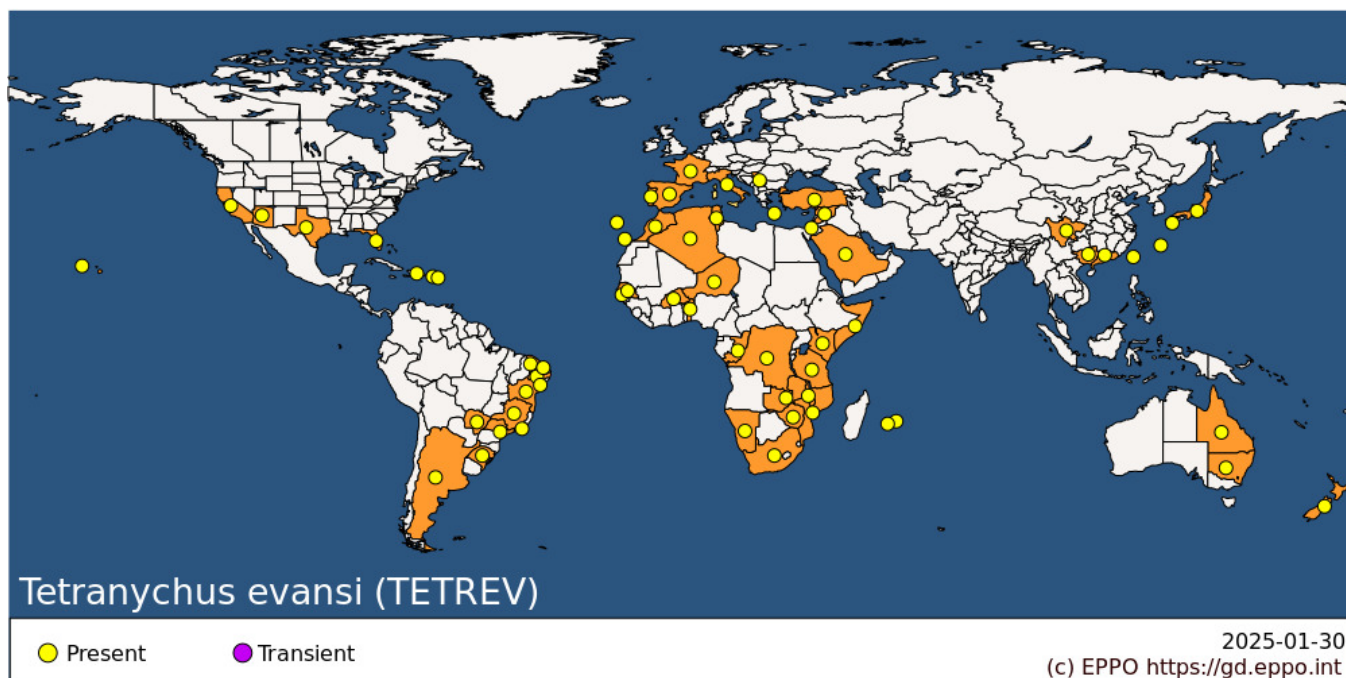 Tetranychus evansi (TETREV)
Present
Transient
2025-01-30
(c) EPPO https://gd.eppo.int